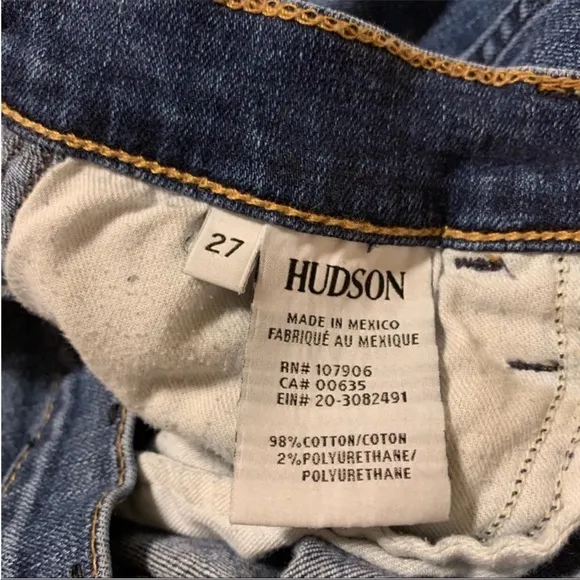 27
HUDSON
MADE IN MEXICO
FABRIQUÉ AU MEXIQUE
RN# 107906
CA# 00635
EIN# 20-3082491
98%COTTON/COTON
2%POLYURETHANE/
POLYURETHANE